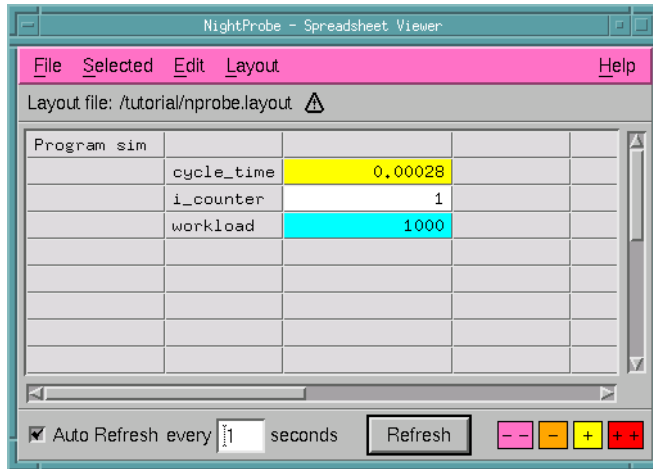 NightProbe - Spreadsheet Viewer
File Selected Edit Layout Help
Layout file: /tutorial/nprobe.layout
Program sim
cycle_time 0.00028
i_counter 1
workload 1000
Auto Refresh every 1 seconds Refresh -- - + ++